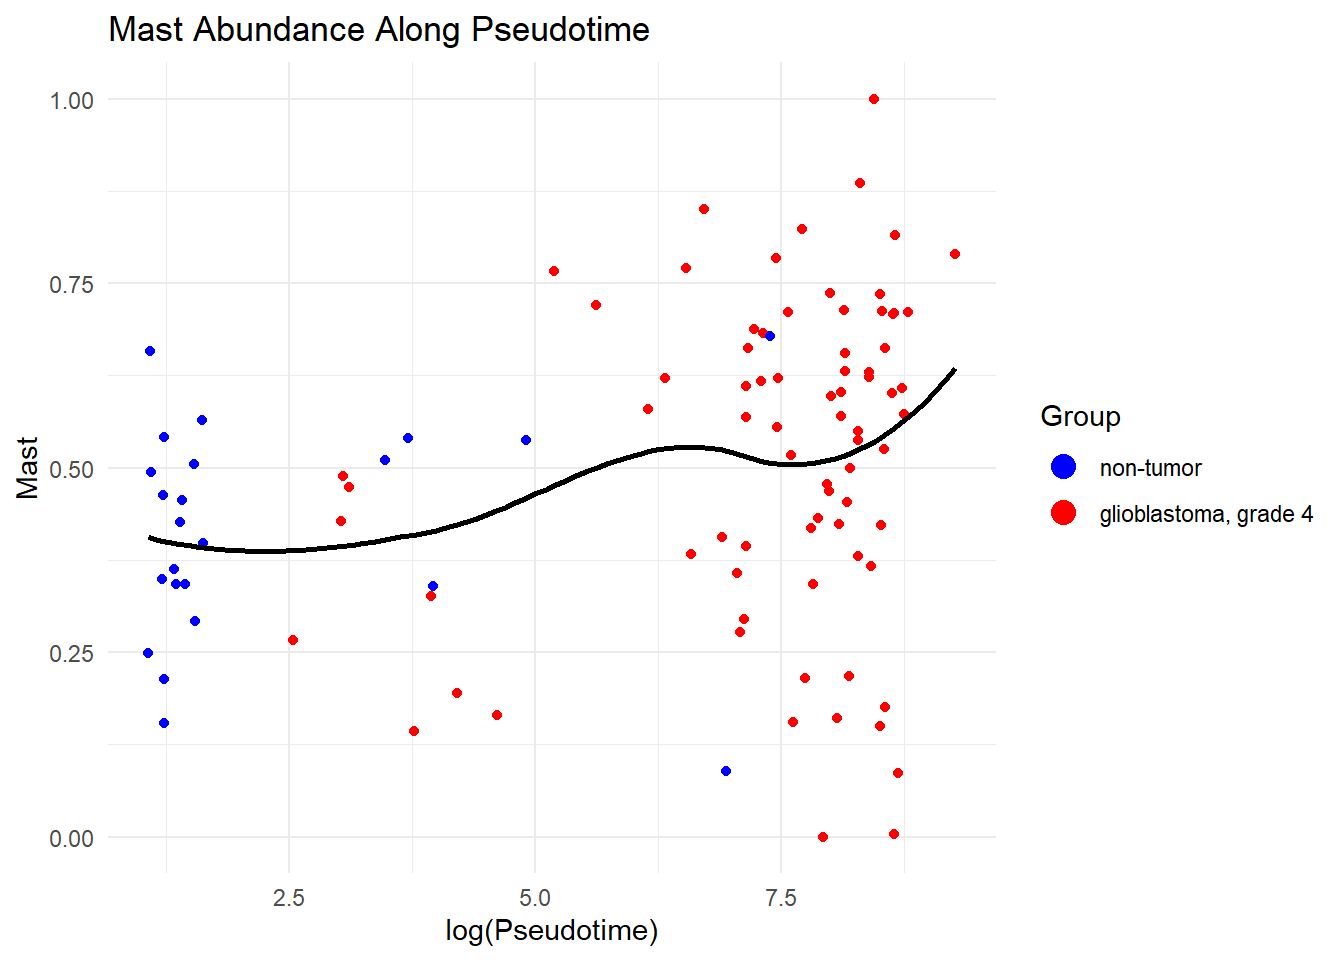 Mast Abundance Along Pseudotime
1.00
0.75
0.50
0.25
0.00
Mast
2.5 5.0 7.5
log(Pseudotime)
Group
non-tumor
glioblastoma, grade 4